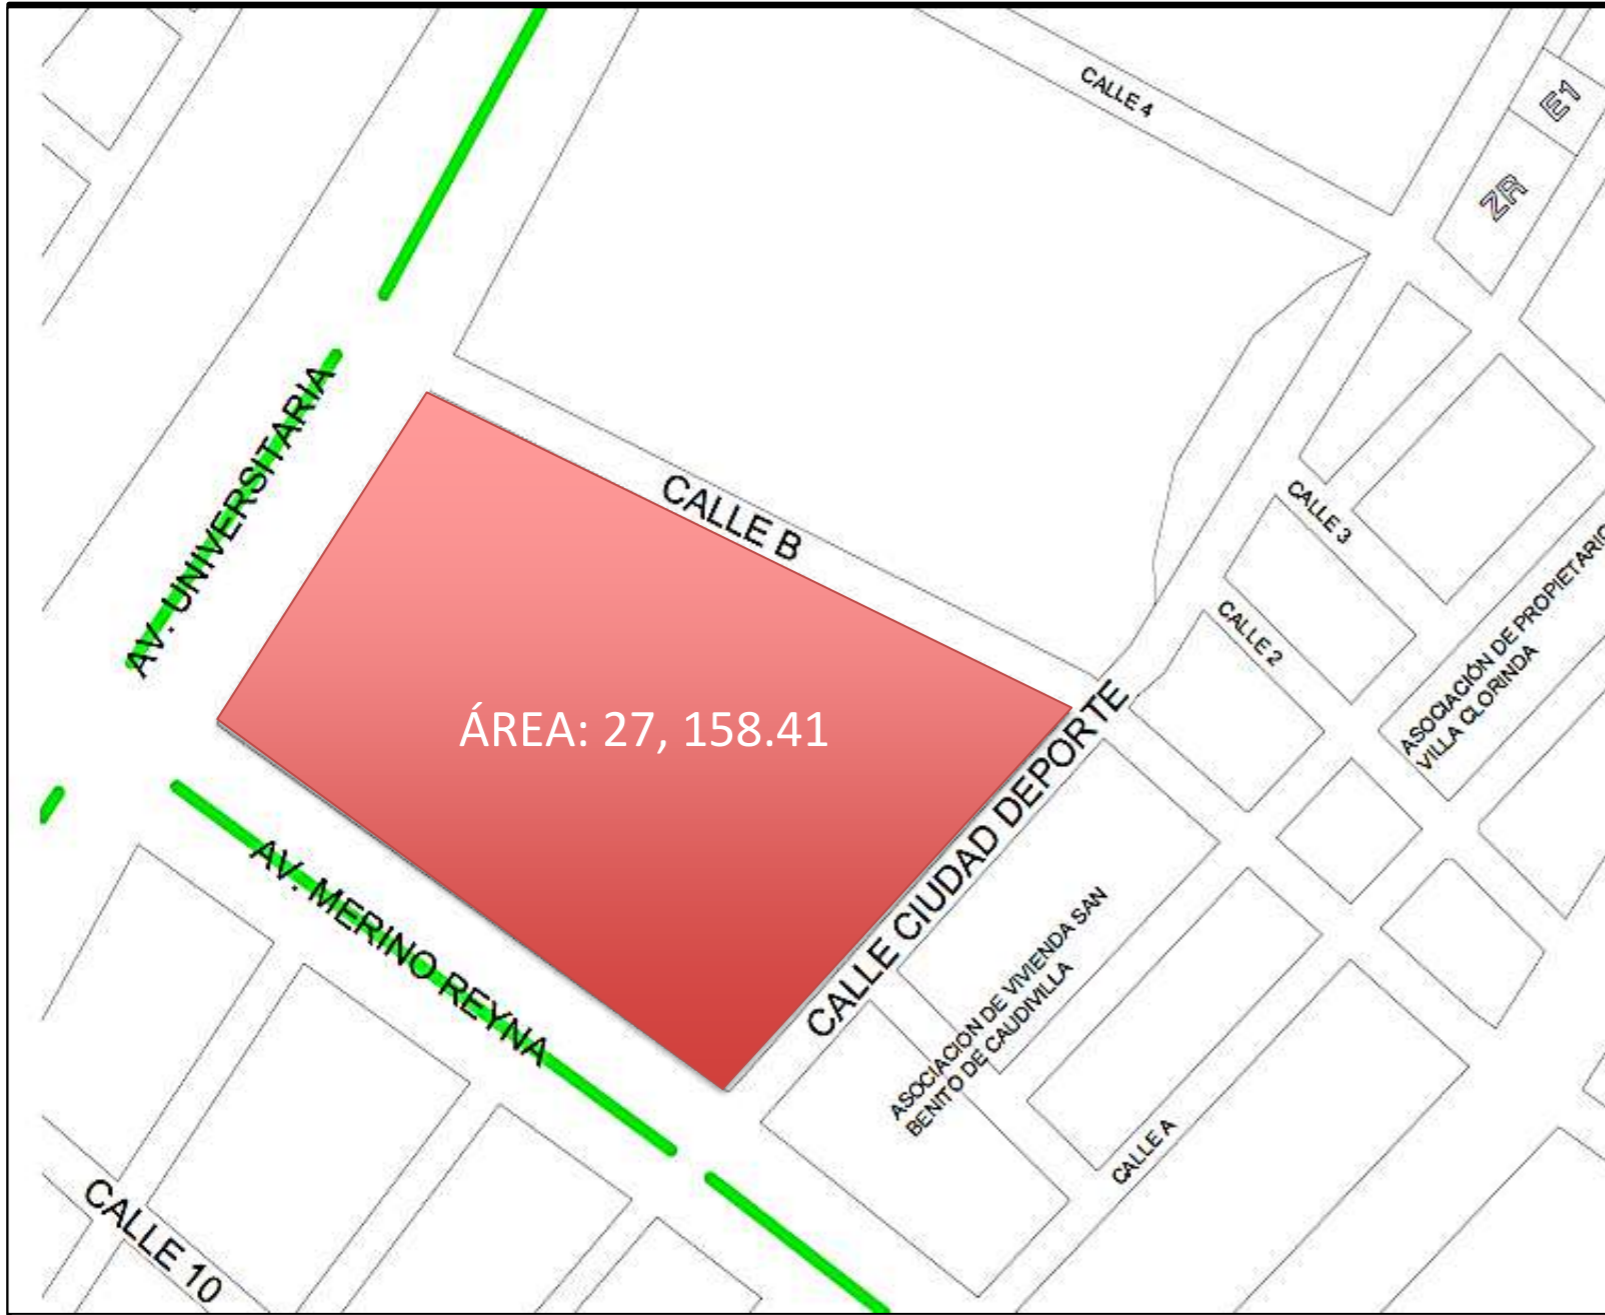 CALLE 4
E1
ZR
AV. UNIVERSITARIA
CALLE B
CALLE 3
CALLE 2
ASOCIACIÓN DE PROPIETARIO
VILLA CLORINDA
ÁREA: 27, 158.41
CALLE CIUDAD DEPORTE
AV. MERINO REYNA
ASOCIACION DE VIVIENDA SAN
BENITO DE CAUDIVILLA
CALLE A
CALLE 10